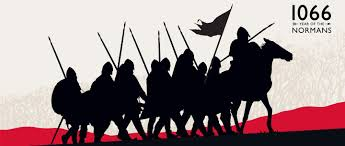 1066
YEAR OF THE
NORMANS